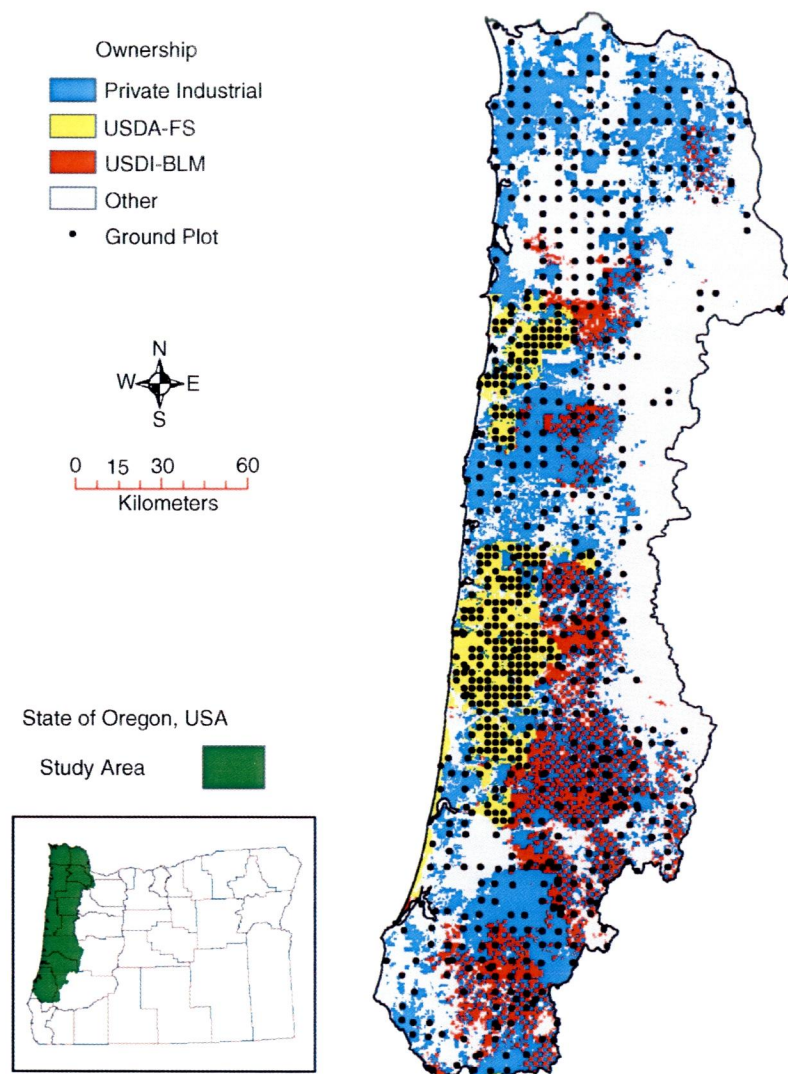 Ownership
Private Industrial
USDA-FS
USDI-BLM
Other
Ground Plot
N
W E
S
0 15 30 60
Kilometers
State of Oregon, USA
Study Area